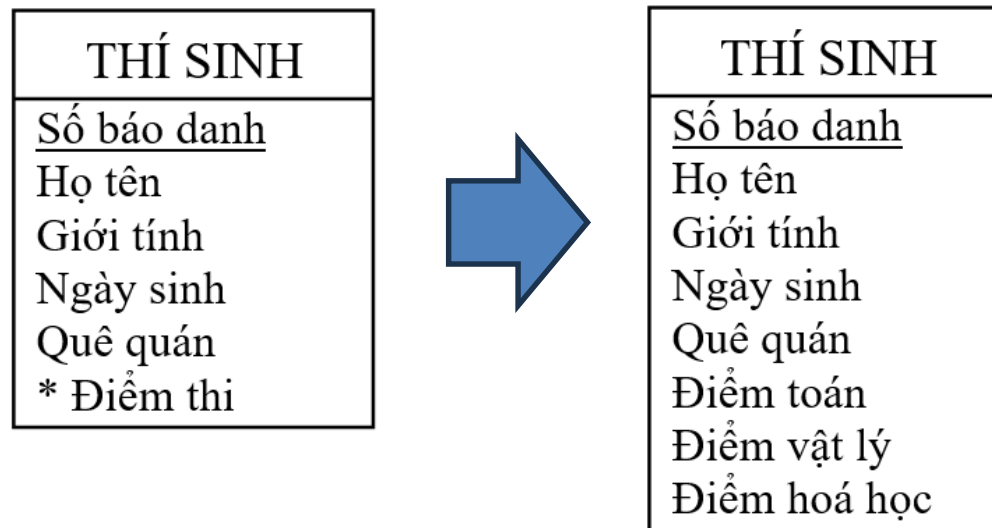 THÍ SINH
Số báo danh
Họ tên
Giới tính
Ngày sinh
Quê quán
* Điểm thi
THÍ SINH
Số báo danh
Họ tên
Giới tính
Ngày sinh
Quê quán
Điểm toán
Điểm vật lý
Điểm hoá học